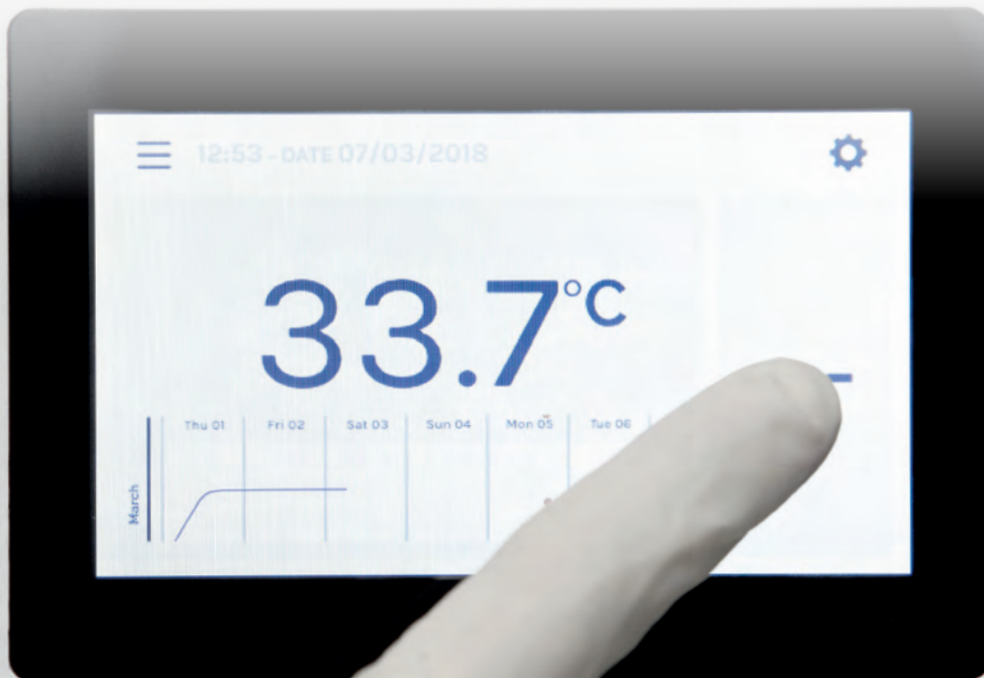 12:53 - DATE 07/03/2018
33.7°C
Thu 01 Fri 02 Sat 03 Sun 04 Mon 05 Tue 06
March